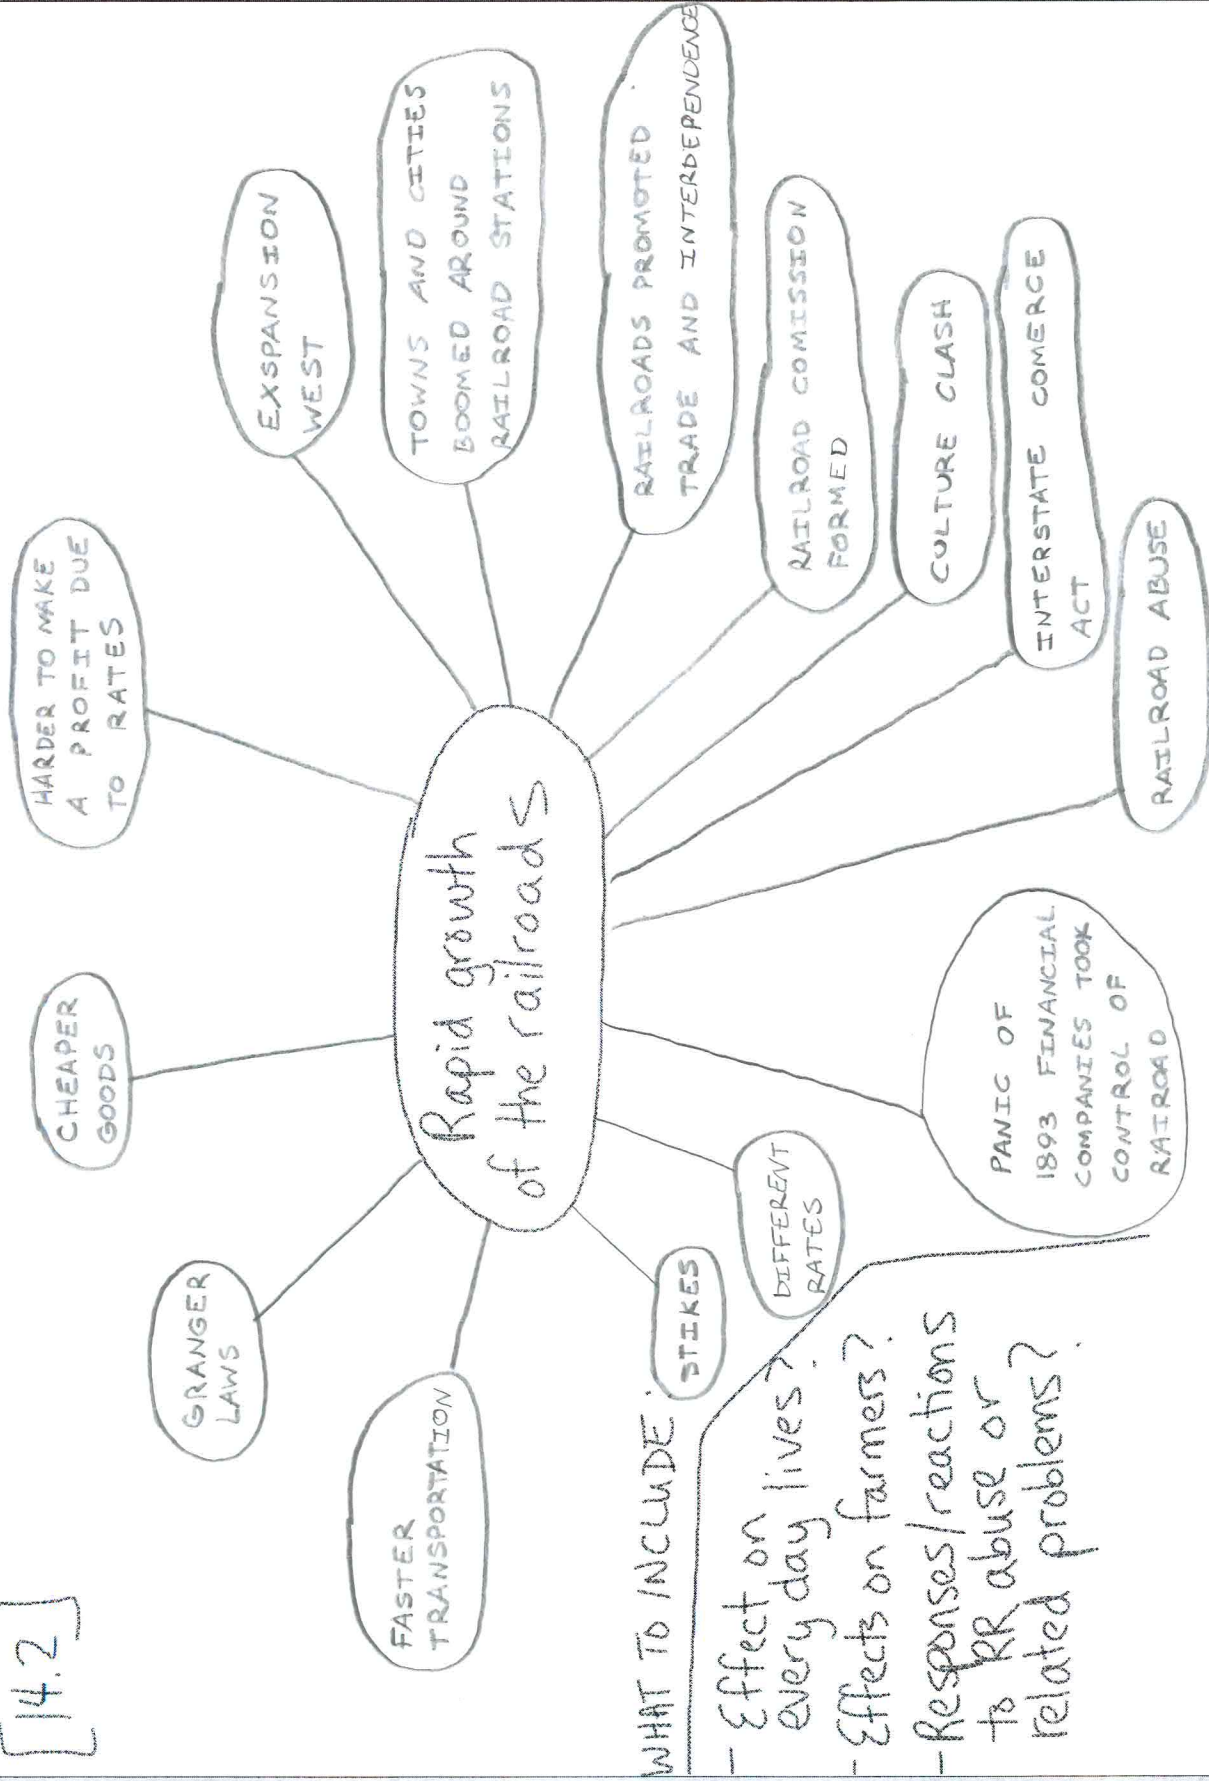 [14.2]
HARDER TO MAKE
A PROFIT DUE
TO RATES
CHEAPER
GOODS
GRANGER
LAWS
FASTER
TRANSPORTATION
EXSPANSION
WEST
TOWNS AND CITIES
BOOMED AROUND
RAILROAD STATIONS
RAILROADS PROMOTED
TRADE AND INTERDEPENDENCE
RAILROAD COMISSION
FORMED
CULTURE CLASH
INTERSTATE COMERCE
ACT
RAILROAD ABUSE
Rapid growth
of the railroads
PANIC OF
1893 FINANCIAL
COMPANIES TOOK
CONTROL OF
RAIROAD
DIFFERENT
RATES
STIKES
WHAT TO INCLUDE:
- Effect on
every day lives?
- Effects on farmers?
- Responses/reactions
to RR abuse or
related problems?